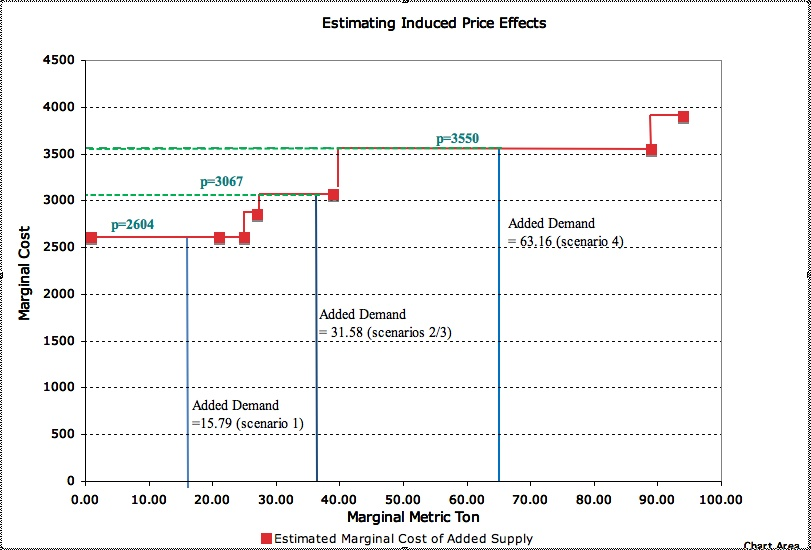 Estimating Induced Price Effects
4500
4000
3500
3000
2500
2000
1500
1000
500
0
Marginal Cost
p=3550
p=3067
p=2604
Added Demand
= 63.16 (scenario 4)
Added Demand
= 31.58 (scenarios 2/3)
Added Demand
=15.79 (scenario 1)
0.00 10.00 20.00 30.00 40.00 50.00 60.00 70.00 80.00 90.00 100.00
Marginal Metric Ton
Estimated Marginal Cost of Added Supply
Chart Area